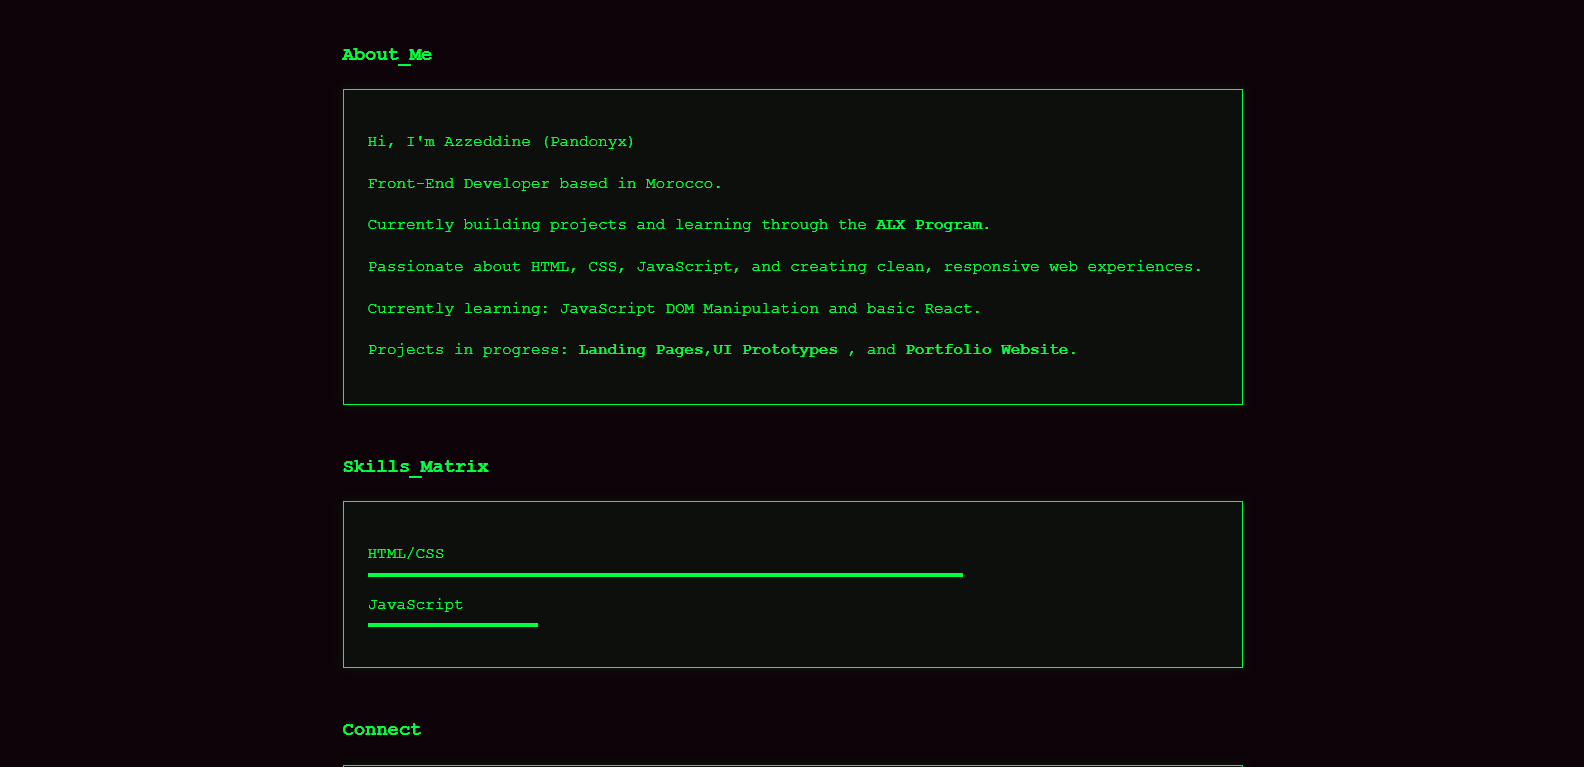 About_Me
Hi, I'm Azzeddine (Pandonyx)
Front-End Developer based in Morocco.
Currently building projects and learning through the ALX Program.
Passionate about HTML, CSS, JavaScript, and creating clean, responsive web experiences.
Currently learning: JavaScript DOM Manipulation and basic React.
Projects in progress: Landing Pages,UI Prototypes , and Portfolio Website.
Skills_Matrix
HTML/CSS
JavaScript
Connect